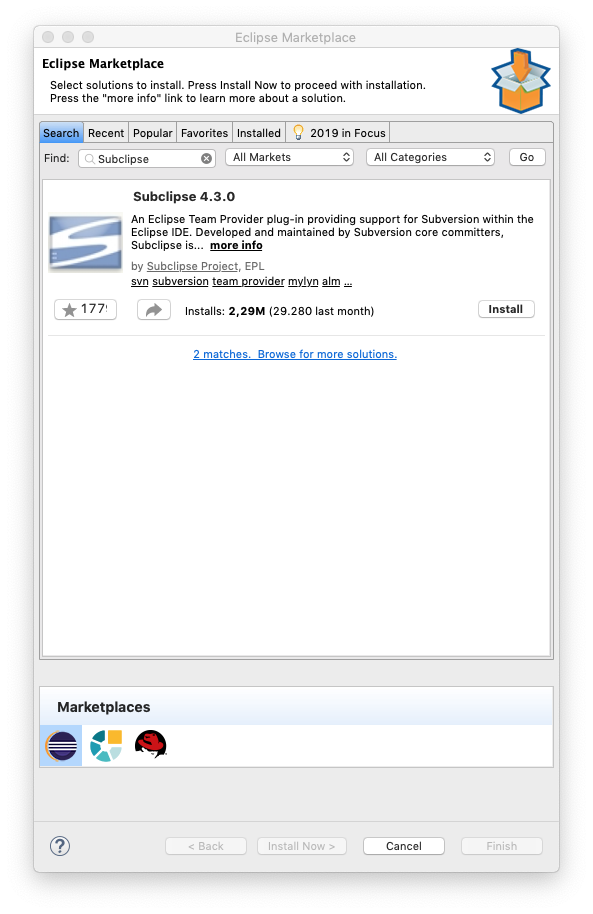 Eclipse Marketplace
Eclipse Marketplace
Select solutions to install. Press Install Now to proceed with installation.
Press the "more info" link to learn more about a solution.
Search Recent Popular Favorites Installed 2019 in Focus
Find: Subclipse All Markets All Categories Go
Subclipse 4.3.0
An Eclipse Team Provider plug-in providing support for Subversion within the
Eclipse IDE. Developed and maintained by Subversion core committers,
Subclipse is... more info
by Subclipse Project, EPL
svn subversion team provider mylyn alm ...
Installs: 2,29M (29.280 last month) Install
2 matches. Browse for more solutions.
Marketplaces
? < Back Install Now > Cancel Finish